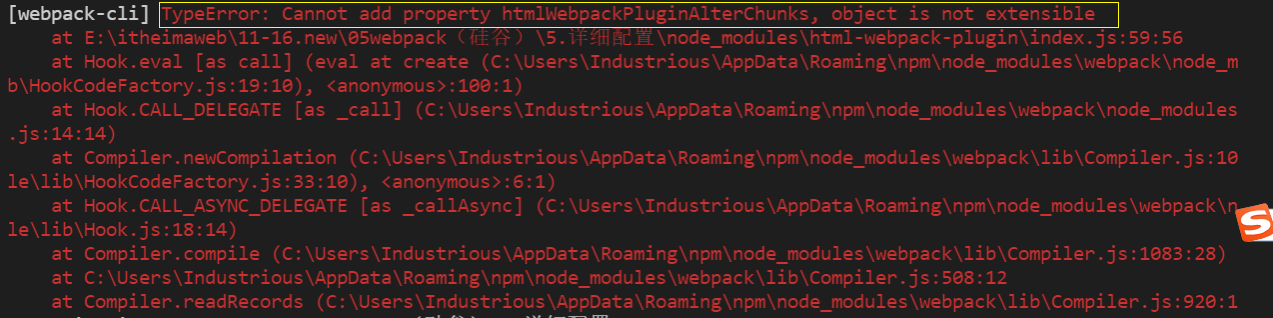 [webpack-cli] TypeError: Cannot add property htmlWebpackPluginAlterChunks, object is not extensible
at E:\itheimaweb\11-16.new\05webpack（硅谷）\5.详细配置\node_modules\html-webpack-plugin\index.js:59:56
at Hook.eval [as call] (eval at create (C:\Users\Industrious\AppData\Roaming\npm\node_modules\webpack\node_m
b\HookCodeFactory.js:19:10), <anonymous>:100:1)
at Hook.CALL_DELEGATE [as _call] (C:\Users\Industrious\AppData\Roaming\npm\node_modules\webpack\node_modules
.js:14:14)
at Compiler.newCompilation (C:\Users\Industrious\AppData\Roaming\npm\node_modules\webpack\lib\Compiler.js:10
le\lib\HookCodeFactory.js:33:10), <anonymous>:6:1)
at Hook.CALL_ASYNC_DELEGATE [as _callAsync] (C:\Users\Industrious\AppData\Roaming\npm\node_modules\webpack\n
le\lib\Hook.js:18:14)
at Compiler.compile (C:\Users\Industrious\AppData\Roaming\npm\node_modules\webpack\lib\Compiler.js:1083:28)
at C:\Users\Industrious\AppData\Roaming\npm\node_modules\webpack\lib\Compiler.js:508:12
at Compiler.readRecords (C:\Users\Industrious\AppData\Roaming\npm\node_modules\webpack\lib\Compiler.js:920:1